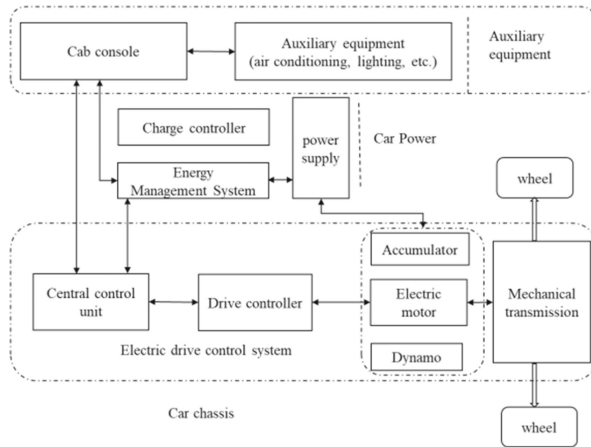 Cab console
Auxiliary equipment
(air conditioning, lighting, etc.)
Auxiliary
equipment
Charge controller
power
supply
Car Power
Energy
Management System
wheel
Accumulator
Central control
unit
Drive controller
Electric
motor
Mechanical
transmission
Electric drive control system
Dynamo
Car chassis
wheel